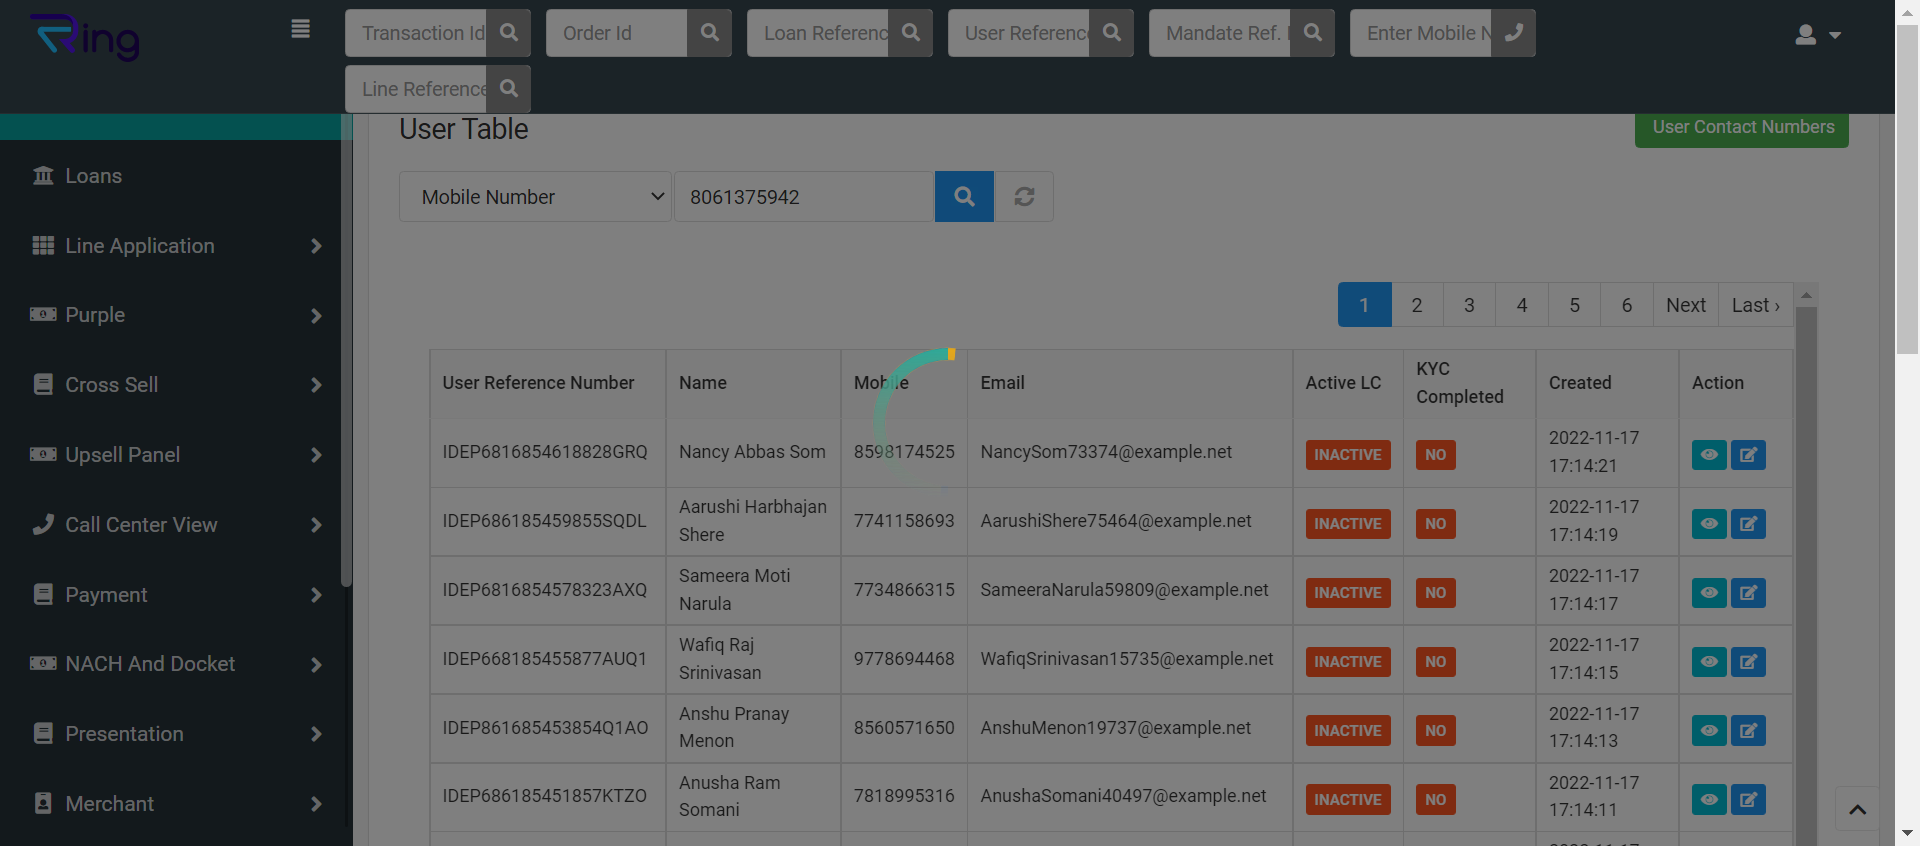 Ring
Transaction Id
Order Id
Loan Referenc
User Referenc
Mandate Ref.
Enter Mobile N
Line Reference
User Table
User Contact Numbers
Mobile Number
8061375942
Loans
Line Application
Purple
Cross Sell
Upsell Panel
Call Center View
Payment
NACH And Docket
Presentation
Merchant
1 2 3 4 5 6 Next Last ›
User Reference Number Name Mobile Email Active LC KYC Completed Created Action
IDEP6816854618828GRQ Nancy Abbas Som 8598174525 NancySom73374@example.net INACTIVE NO 2022-11-17 17:14:21
IDEP686185459855SQDL Aarushi Harbhajan Shere 7741158693 AarushiShere75464@example.net INACTIVE NO 2022-11-17 17:14:19
IDEP6816854578323AXQ Sameera Moti Narula 7734866315 SameeraNarula59809@example.net INACTIVE NO 2022-11-17 17:14:17
IDEP668185455877AUQ1 Wafiq Raj Srinivasan 9778694468 WafiqSrinivasan15735@example.net INACTIVE NO 2022-11-17 17:14:15
IDEP861685453854Q1AO Anshu Pranay Menon 8560571650 AnshuMenon19737@example.net INACTIVE NO 2022-11-17 17:14:13
IDEP686185451857KTZO Anusha Ram Somani 7818995316 AnushaSomani40497@example.net INACTIVE NO 2022-11-17 17:14:11